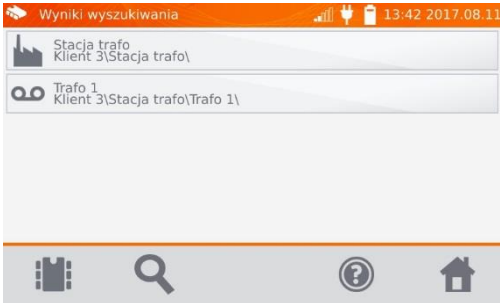 Wyniki wyszukiwania 13:42 2017.08.11
Stacja trafo
Klient 3\Stacja trafo\
Trafo 1
Klient 3\Stacja trafo\Trafo 1\
?